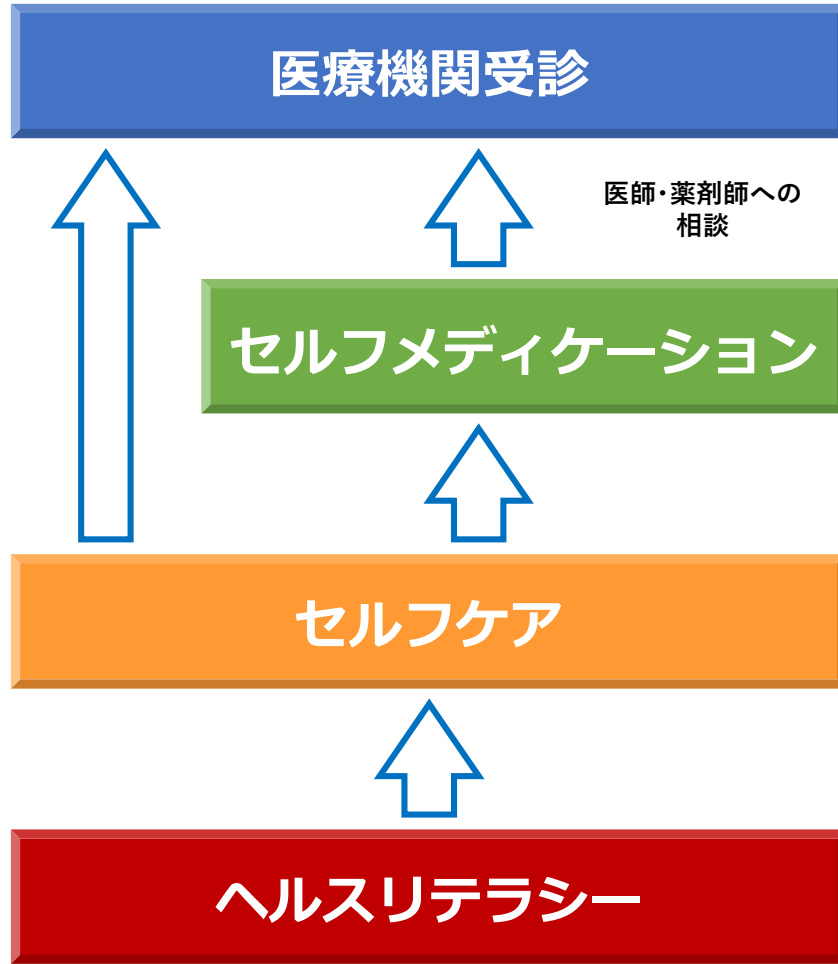 医療機関受診
医師・薬剤師への
相談
セルフメディケーション
セルフケア
ヘルスリテラシー